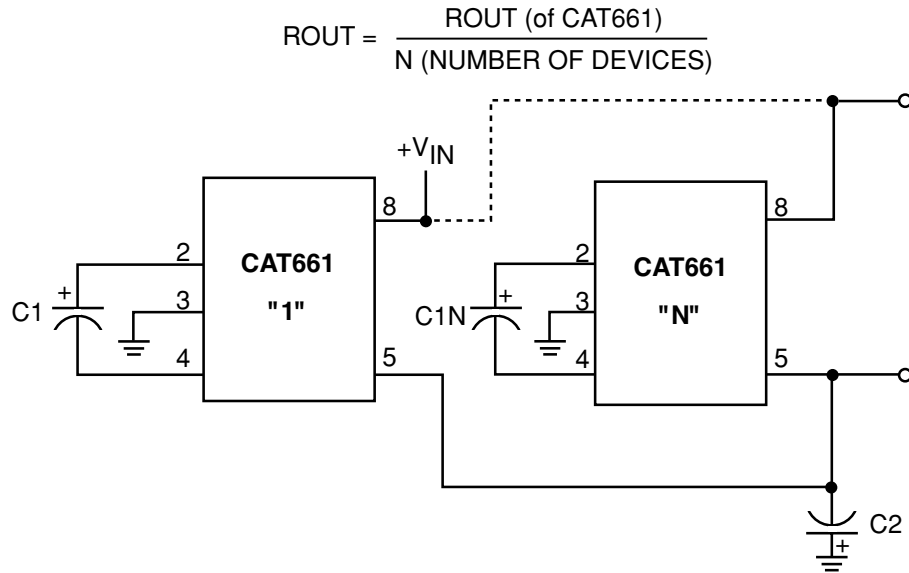 ROUT = ROUT (of CAT661)
N (NUMBER OF DEVICES)
+VIN
8
8
2
CAT661
2
CAT661
C1
+
3
"1"
C1N
+
3
"N"
4
5
4
5
C2
+